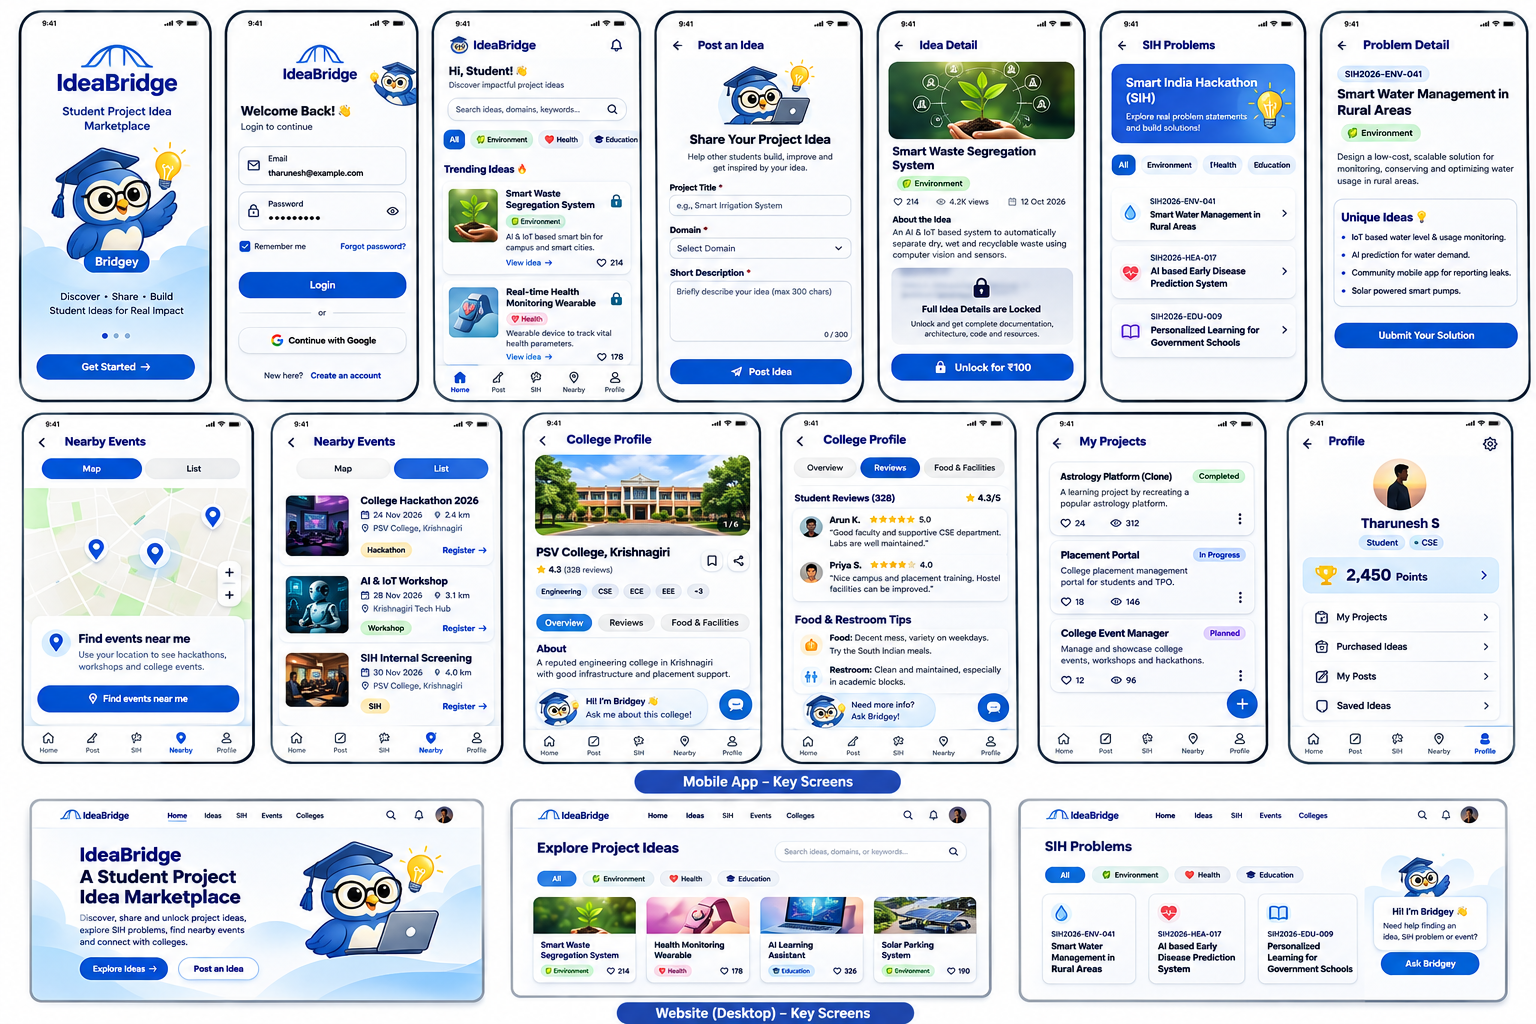 9:41
IdeaBridge
Student Project Idea
Marketplace
Bridgey
Discover • Share • Build
Student Ideas for Real Impact
Get Started →
9:41
IdeaBridge
Welcome Back! 👋
Login to continue
Email
tharunesh@example.com
Password
Remember me
Forgot password?
Login
or
Continue with Google
New here? Create an account
9:41
IdeaBridge
Hi, Student! 👋
Discover impactful project ideas
Search ideas, domains, keywords...
All
Environment
Health
Education
Trending Ideas 🔥
Smart Waste
Segregation System
Environment
AI & IoT based smart bin for
campus and smart cities.
View idea →
214
Real-time Health
Monitoring Wearable
Health
Wearable device to track vital
health parameters.
View idea →
178
Home
Post
SIH
Nearby
Profile
9:41
← Post an Idea
Share Your Project Idea
Help other students build, improve and
get inspired by your idea.
Project Title *
e.g., Smart Irrigation System
Domain *
Select Domain
Short Description *
Briefly describe your idea (max 300 chars)
0 / 300
Post Idea
9:41
← Idea Detail
Smart Waste Segregation
System
Environment
214
4.2K views
12 Oct 2026
About the Idea
An AI & IoT based system to automatically
separate dry, wet and recyclable waste using
computer vision and sensors.
Full Idea Details are Locked
Unlock and get complete documentation,
architecture, code and resources.
Unlock for ₹100
9:41
← SIH Problems
Smart India Hackathon
(SIH)
Explore real problem statements
and build solutions!
All
Environment
Health
Education
SIH2026-ENV-041
Smart Water Management in
Rural Areas
SIH2026-HEA-017
AI based Early Disease
Prediction System
SIH2026-EDU-009
Personalized Learning for
Government Schools
9:41
← Problem Detail
SIH2026-ENV-041
Smart Water Management in
Rural Areas
Environment
Design a low-cost, scalable solution for
monitoring, conserving and optimizing water
usage in rural areas.
Unique Ideas 💡
• IoT based water level & usage monitoring.
• AI prediction for water demand.
• Community mobile app for reporting leaks.
• Solar powered smart pumps.
Uubmit Your Solution
9:41
Nearby Events
Map
List
Find events near me
Use your location to see hackathons,
workshops and college events.
Find events near me
Home
Post
SIH
Nearby
Profile
9:41
Nearby Events
Map
List
College Hackathon 2026
24 Nov 2026
2.4 km
PSV College, Krishnagiri
Hackathon
Register →
AI & IoT Workshop
28 Nov 2026
3.1 km
Krishnagiri Tech Hub
Workshop
Register →
SIH Internal Screening
30 Nov 2026
4.0 km
PSV College, Krishnagiri
SIH
Register →
Home
Post
SIH
Nearby
Profile
9:41
College Profile
1 / 6
PSV College, Krishnagiri
4.3 (328 reviews)
Engineering
CSE
ECE
EEE
+3
Overview
Reviews
Food & Facilities
About
A reputed engineering college in Krishnagiri
with good infrastructure and placement support.
Hi! I'm Bridgey 👋
Ask me about this college!
Home
Post
SIH
Nearby
Profile
9:41
College Profile
Overview
Reviews
Food & Facilities
Student Reviews (328)
4.3/5
Arun K. ★★★★★ 5.0
"Good faculty and supportive CSE department.
Labs are well maintained."
Priya S. ★★★★☆ 4.0
"Nice campus and placement training. Hostel
facilities can be improved."
Food & Restroom Tips
Food: Decent mess, variety on weekdays.
Try the South Indian meals.
Restroom: Clean and maintained, especially
in academic blocks.
Need more info?
Ask Bridgey!
Home
Post
SIH
Nearby
Profile
9:41
← My Projects
Astrology Platform (Clone)
Completed
A learning project by recreating a
popular astrology platform.
24
312
Placement Portal
In Progress
College placement management
portal for students and TPO.
18
146
College Event Manager
Planned
Manage and showcase college
events, workshops and hackathons.
12
96
Home
Post
SIH
Nearby
Profile
9:41
← Profile
Tharunesh S
Student
• CSE
2,450 Points
My Projects
Purchased Ideas
My Posts
Saved Ideas
Home
Post
SIH
Nearby
Profile
Mobile App – Key Screens
IdeaBridge
Home
Ideas
SIH
Events
Colleges
IdeaBridge
A Student Project
Idea Marketplace
Discover, share and unlock project ideas,
explore SIH problems, find nearby events
and connect with colleges.
Explore Ideas →
Post an Idea
IdeaBridge
Home
Ideas
SIH
Events
Colleges
Explore Project Ideas
Search ideas, domains, or keywords...
All
Environment
Health
Education
Smart Waste
Segregation System
Environment
214
Health Monitoring
Wearable
Health
178
AI Learning
Assistant
Education
326
Solar Parking
System
Environment
190
IdeaBridge
Home
Ideas
SIH
Events
Colleges
SIH Problems
All
Environment
Health
Education
SIH2026-ENV-041
Smart Water
Management in
Rural Areas
SIH2026-HEA-017
AI based Early
Disease Prediction
System
SIH2026-EDU-009
Personalized
Learning for
Government Schools
Hi! I'm Bridgey 👋
Need help finding an
idea, SIH problem or event?
Ask Bridgey
Website (Desktop) – Key Screens